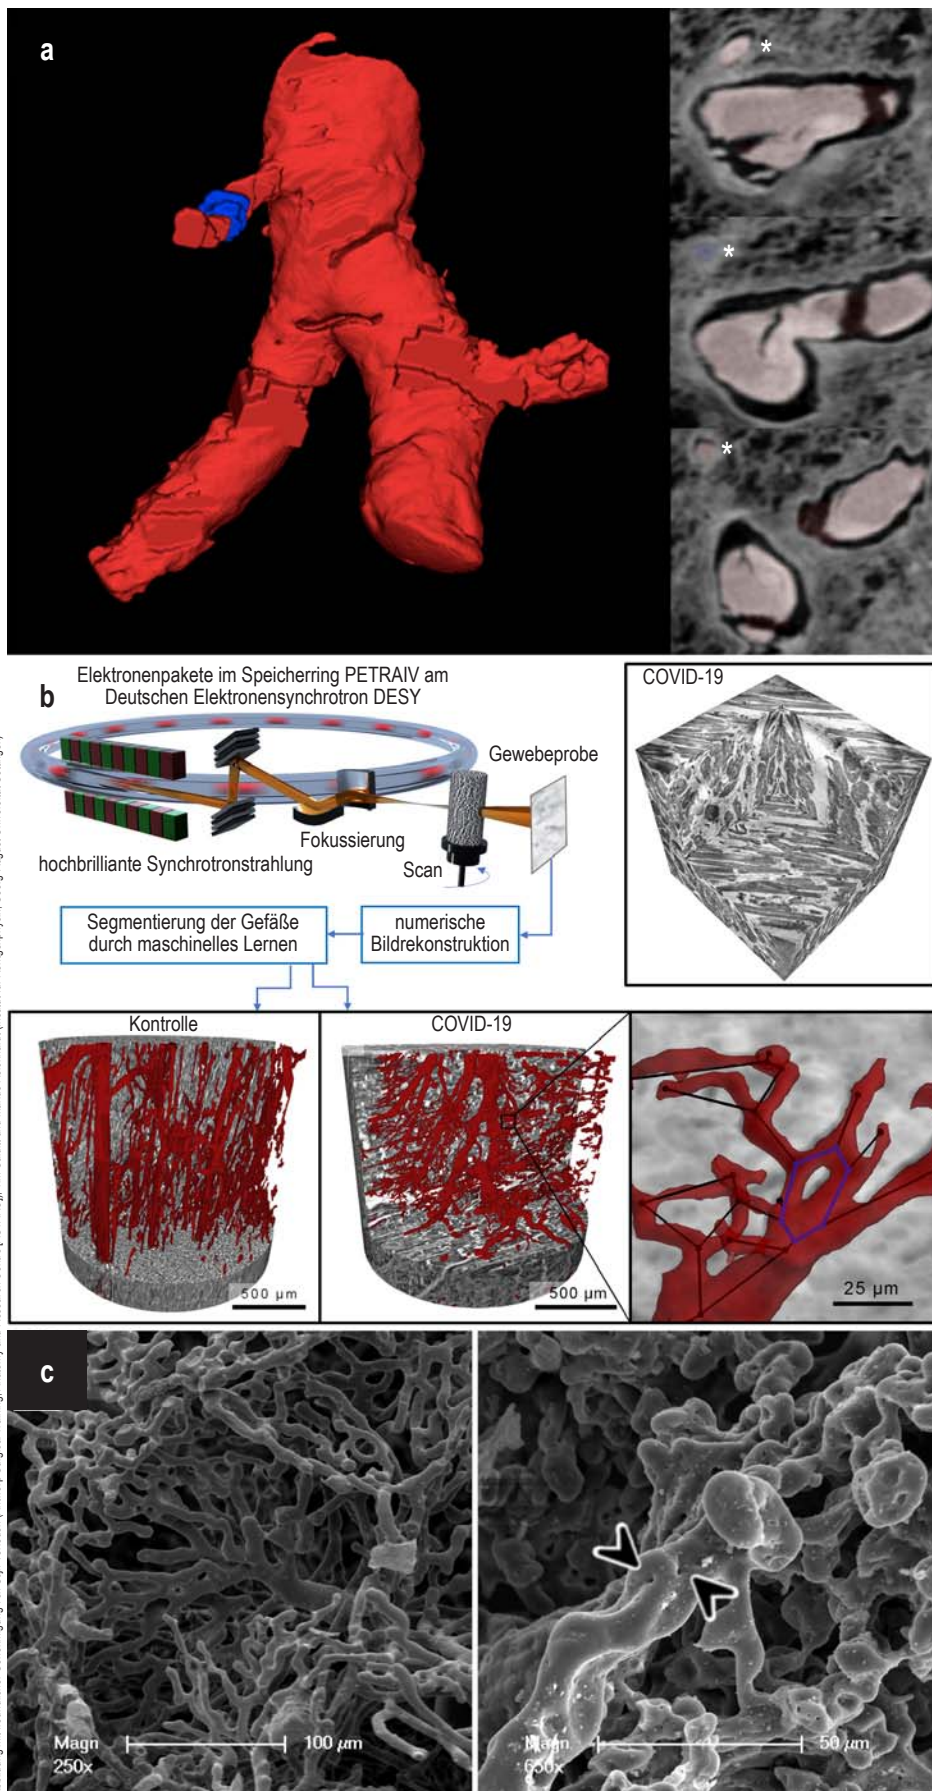 a
*
*
*
b
Elektronenpakete im Speicherring PETRAIV am
Deutschen Elektronensynchrotron DESY
hochbrilliante Synchrotronstrahlung
Fokussierung
Gewebeprobe
Scan
numerische
Bildrekonstruktion
Segmentierung der Gefäße
durch maschinelles Lernen
COVID-19
Kontrolle
500 µm
COVID-19
500 µm
25 µm
c
Magn
250x
100 µm
Magn
650x
50 µm